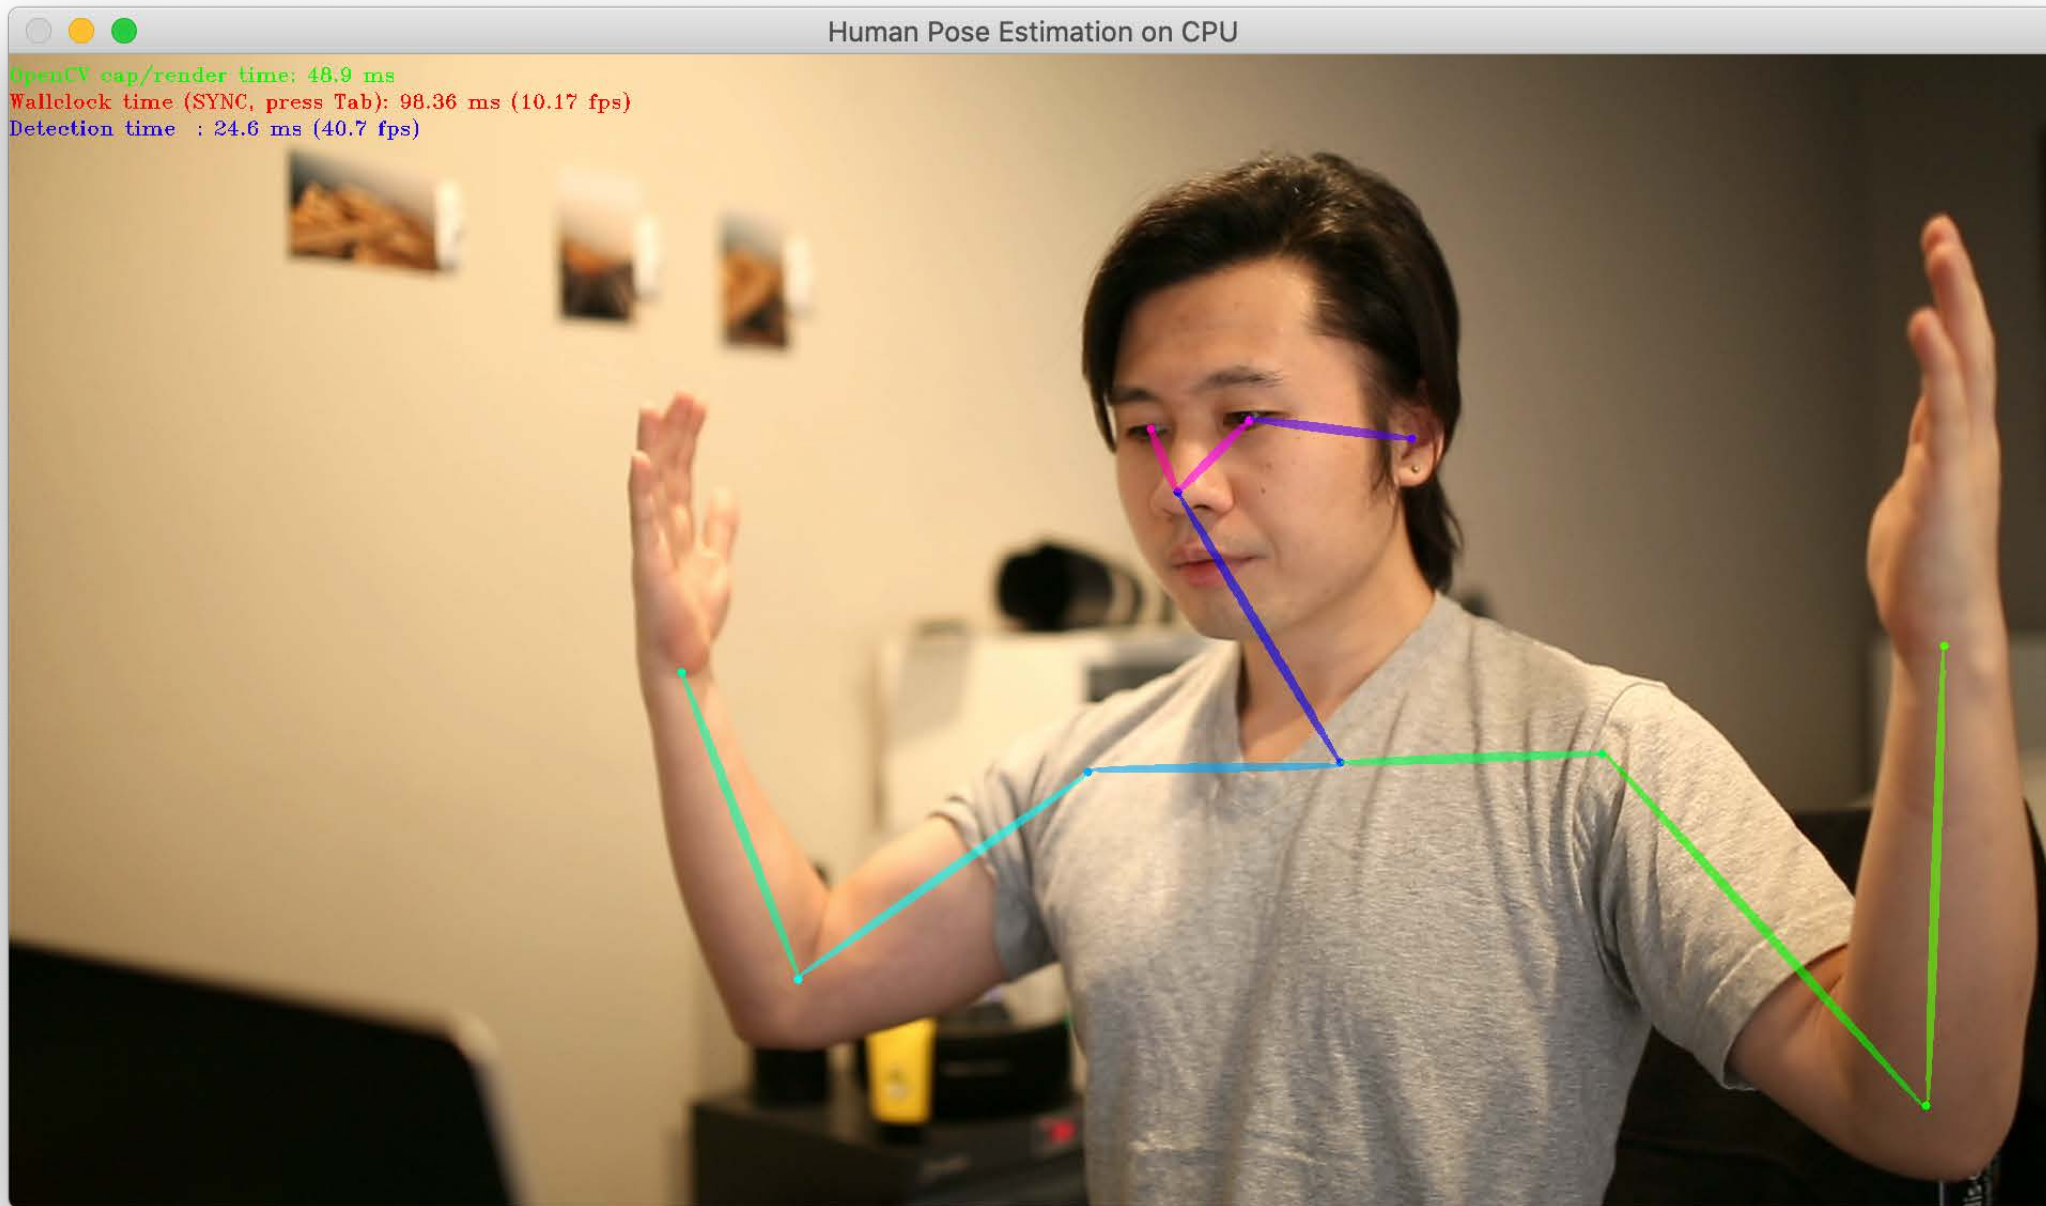 Human Pose Estimation on CPU
OpenCV cap/render time: 48.9 ms
Wallclock time (SYNC, press Tab): 98.36 ms (10.17 fps)
Detection time  : 24.6 ms (40.7 fps)